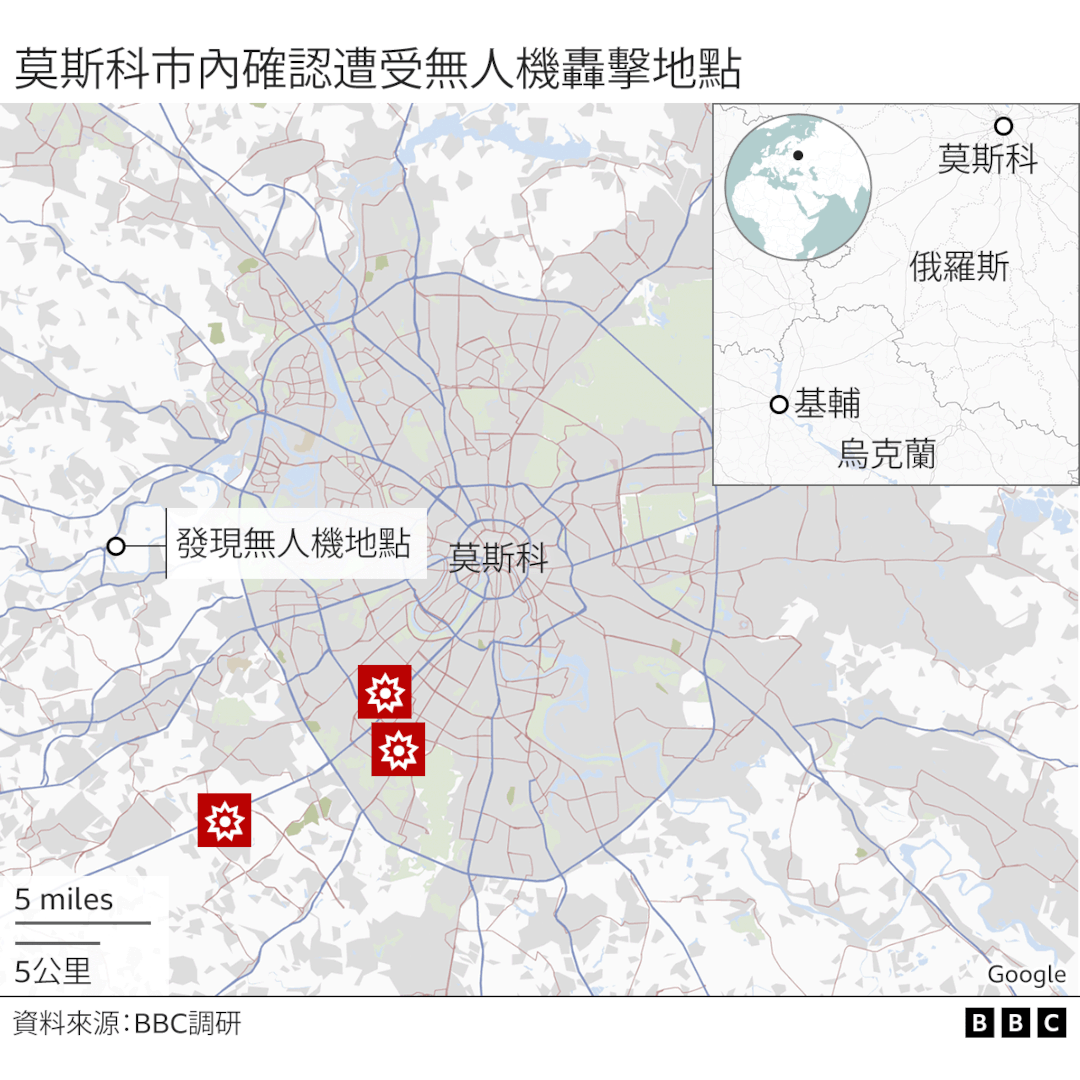 莫斯科市內確認遭受無人機轟擊地點
莫斯科
俄羅斯
基輔
烏克蘭
發現無人機地點
莫斯科
5 miles
5公里
Google
資料來源：BBC調研
BBC